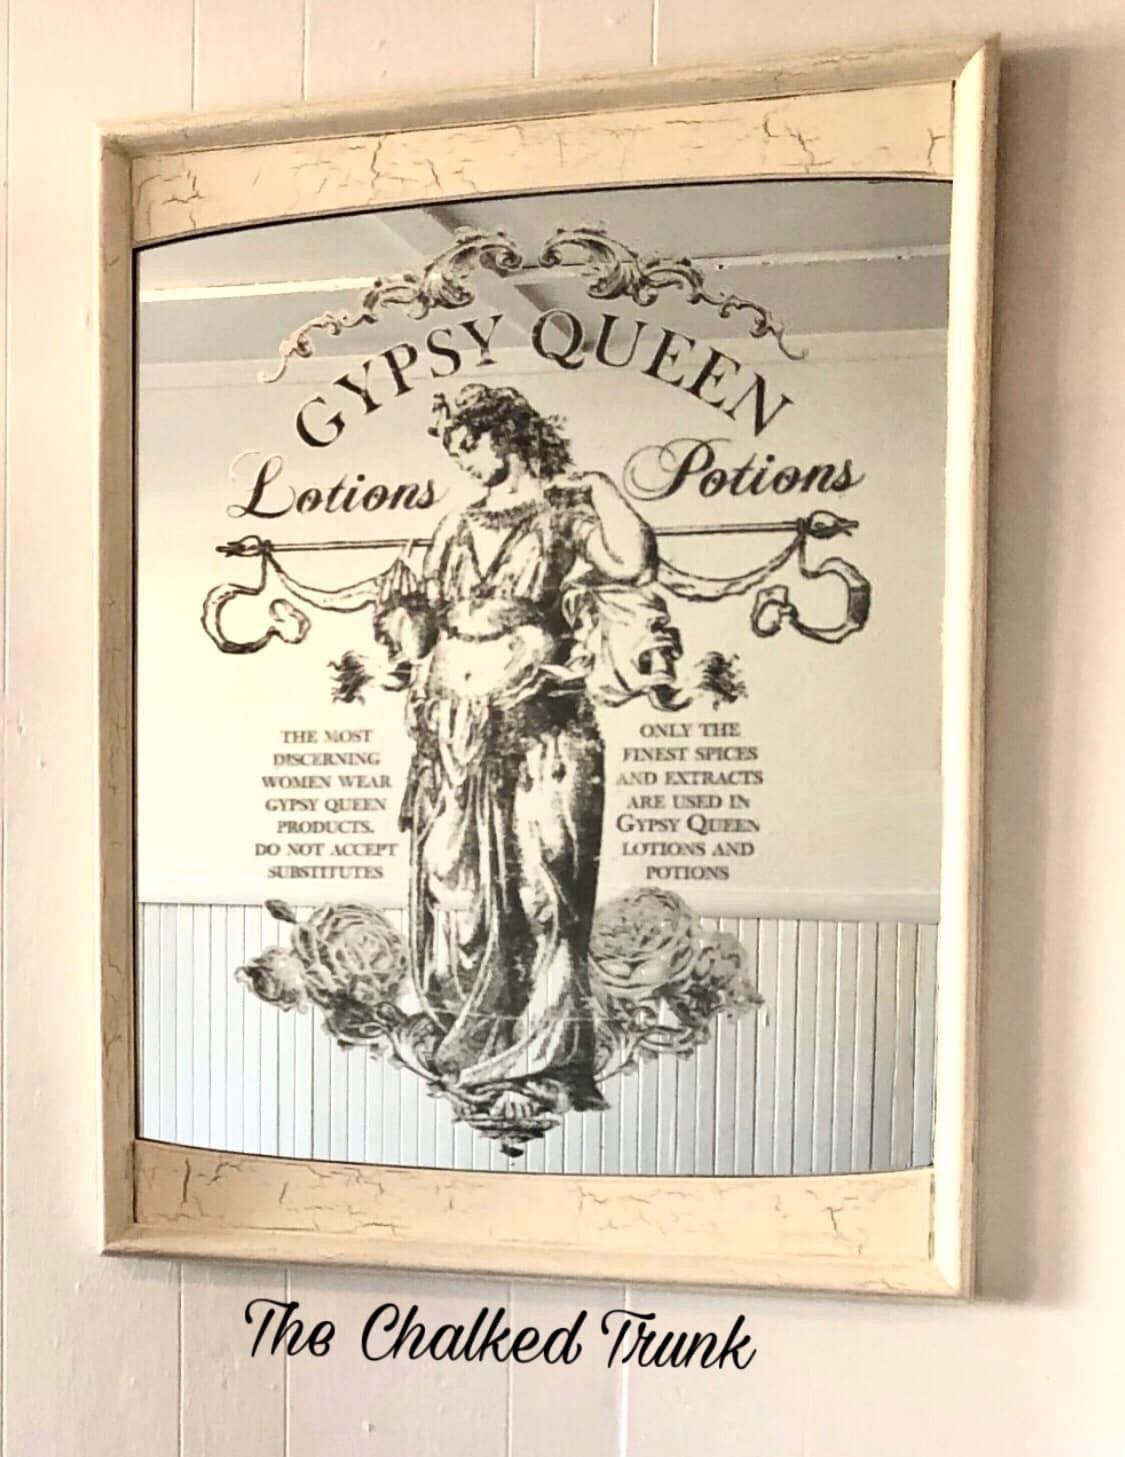 GYPSY QUEEN
Lotions Potions
THE MOST
DISCERNING
WOMEN WEAR
GYPSY QUEEN
PRODUCTS.
DO NOT ACCEPT
SUBSTITUTES
ONLY THE
FINEST SPICES
AND EXTRACTS
ARE USED IN
GYPSY QUEEN
LOTIONS AND
POTIONS
The Chalked Trunk